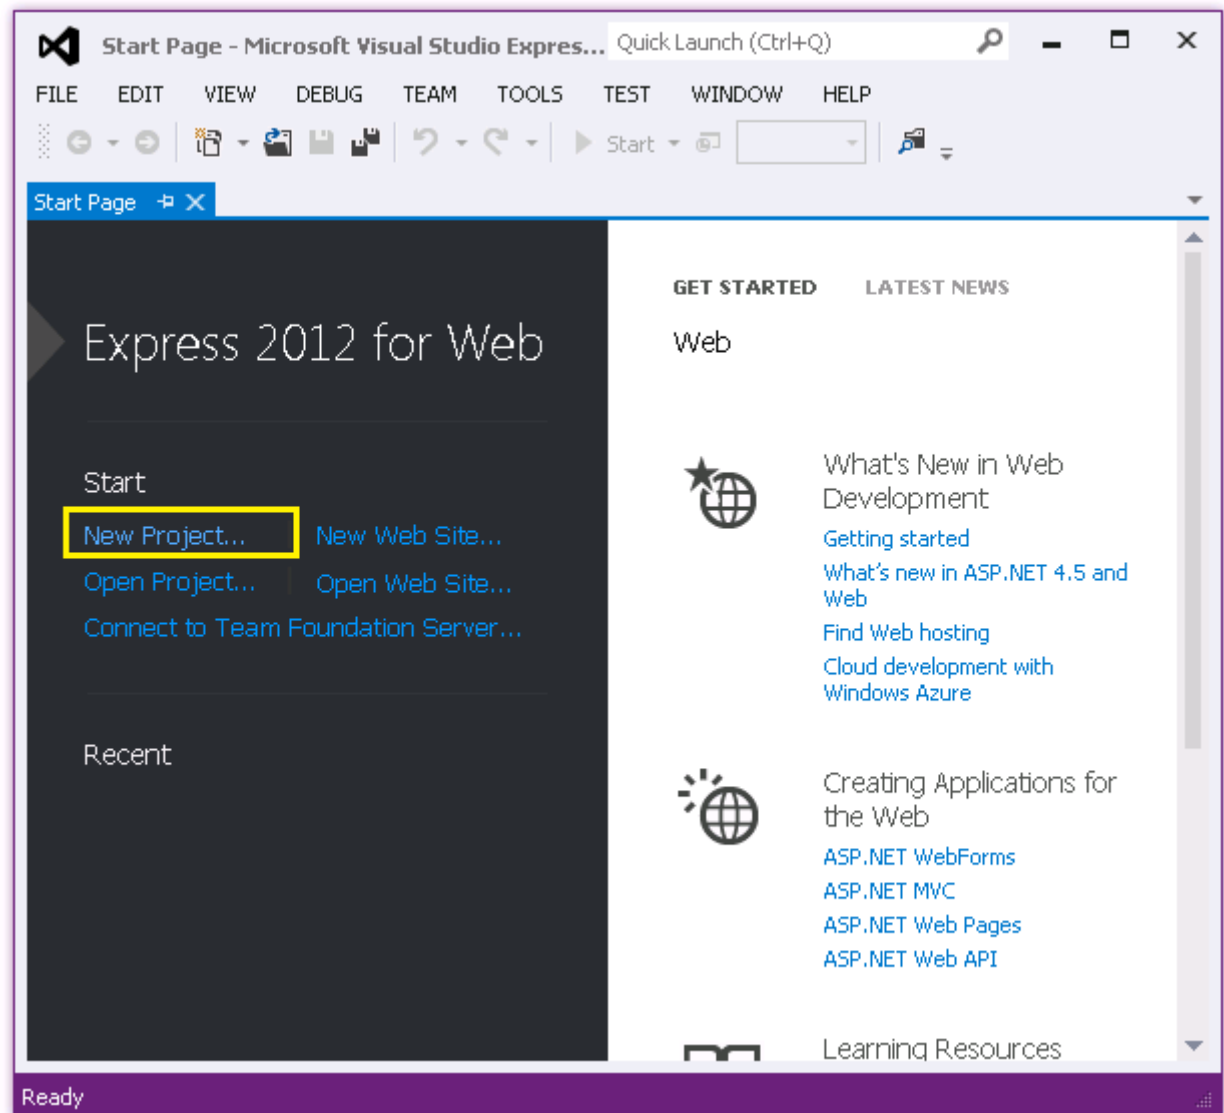 Start Page - Microsoft Visual Studio Expres... Quick Launch (Ctrl+Q)
FILE EDIT VIEW DEBUG TEAM TOOLS TEST WINDOW HELP
Start
Start Page
Express 2012 for Web
Start
New Project... New Web Site...
Open Project... Open Web Site...
Connect to Team Foundation Server...
Recent
GET STARTED LATEST NEWS
Web
What's New in Web
Development
Getting started
What's new in ASP.NET 4.5 and
Web
Find Web hosting
Cloud development with
Windows Azure
Creating Applications for
the Web
ASP.NET WebForms
ASP.NET MVC
ASP.NET Web Pages
ASP.NET Web API
Learning Resources
Ready